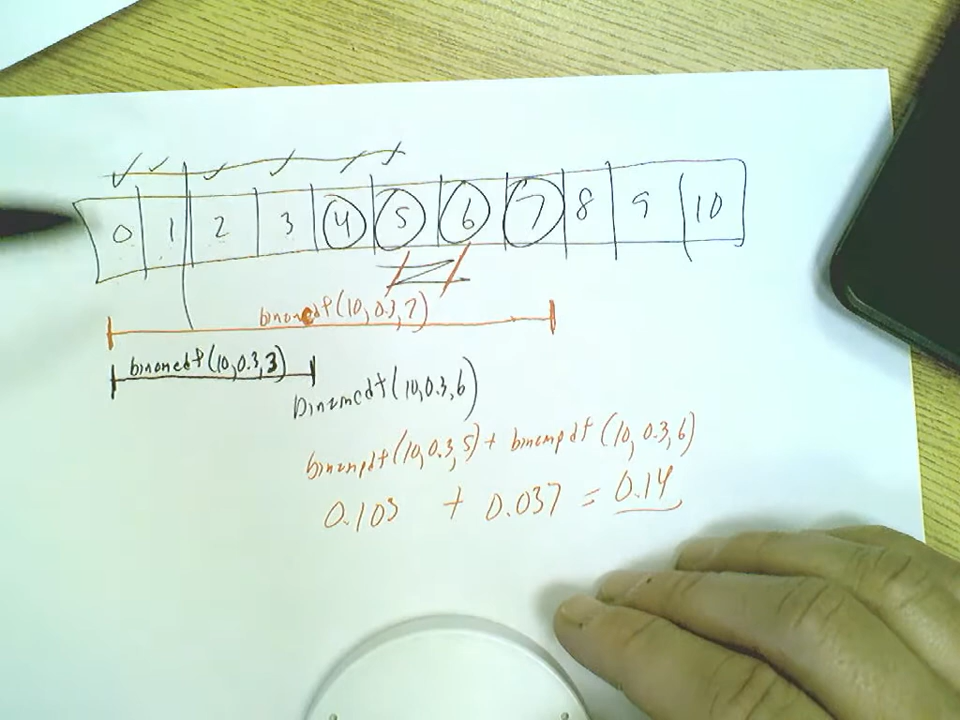 0 1 2 3 4 5 6 7 8 9 10
binomcdf(10,0.3,7)
binomcdf(10,0.3,3)
binomcdf(10,0.3,6)
binompdf(10,0.3,5) + binompdf(10,0.3,6)
0.103 + 0.037 = 0.14